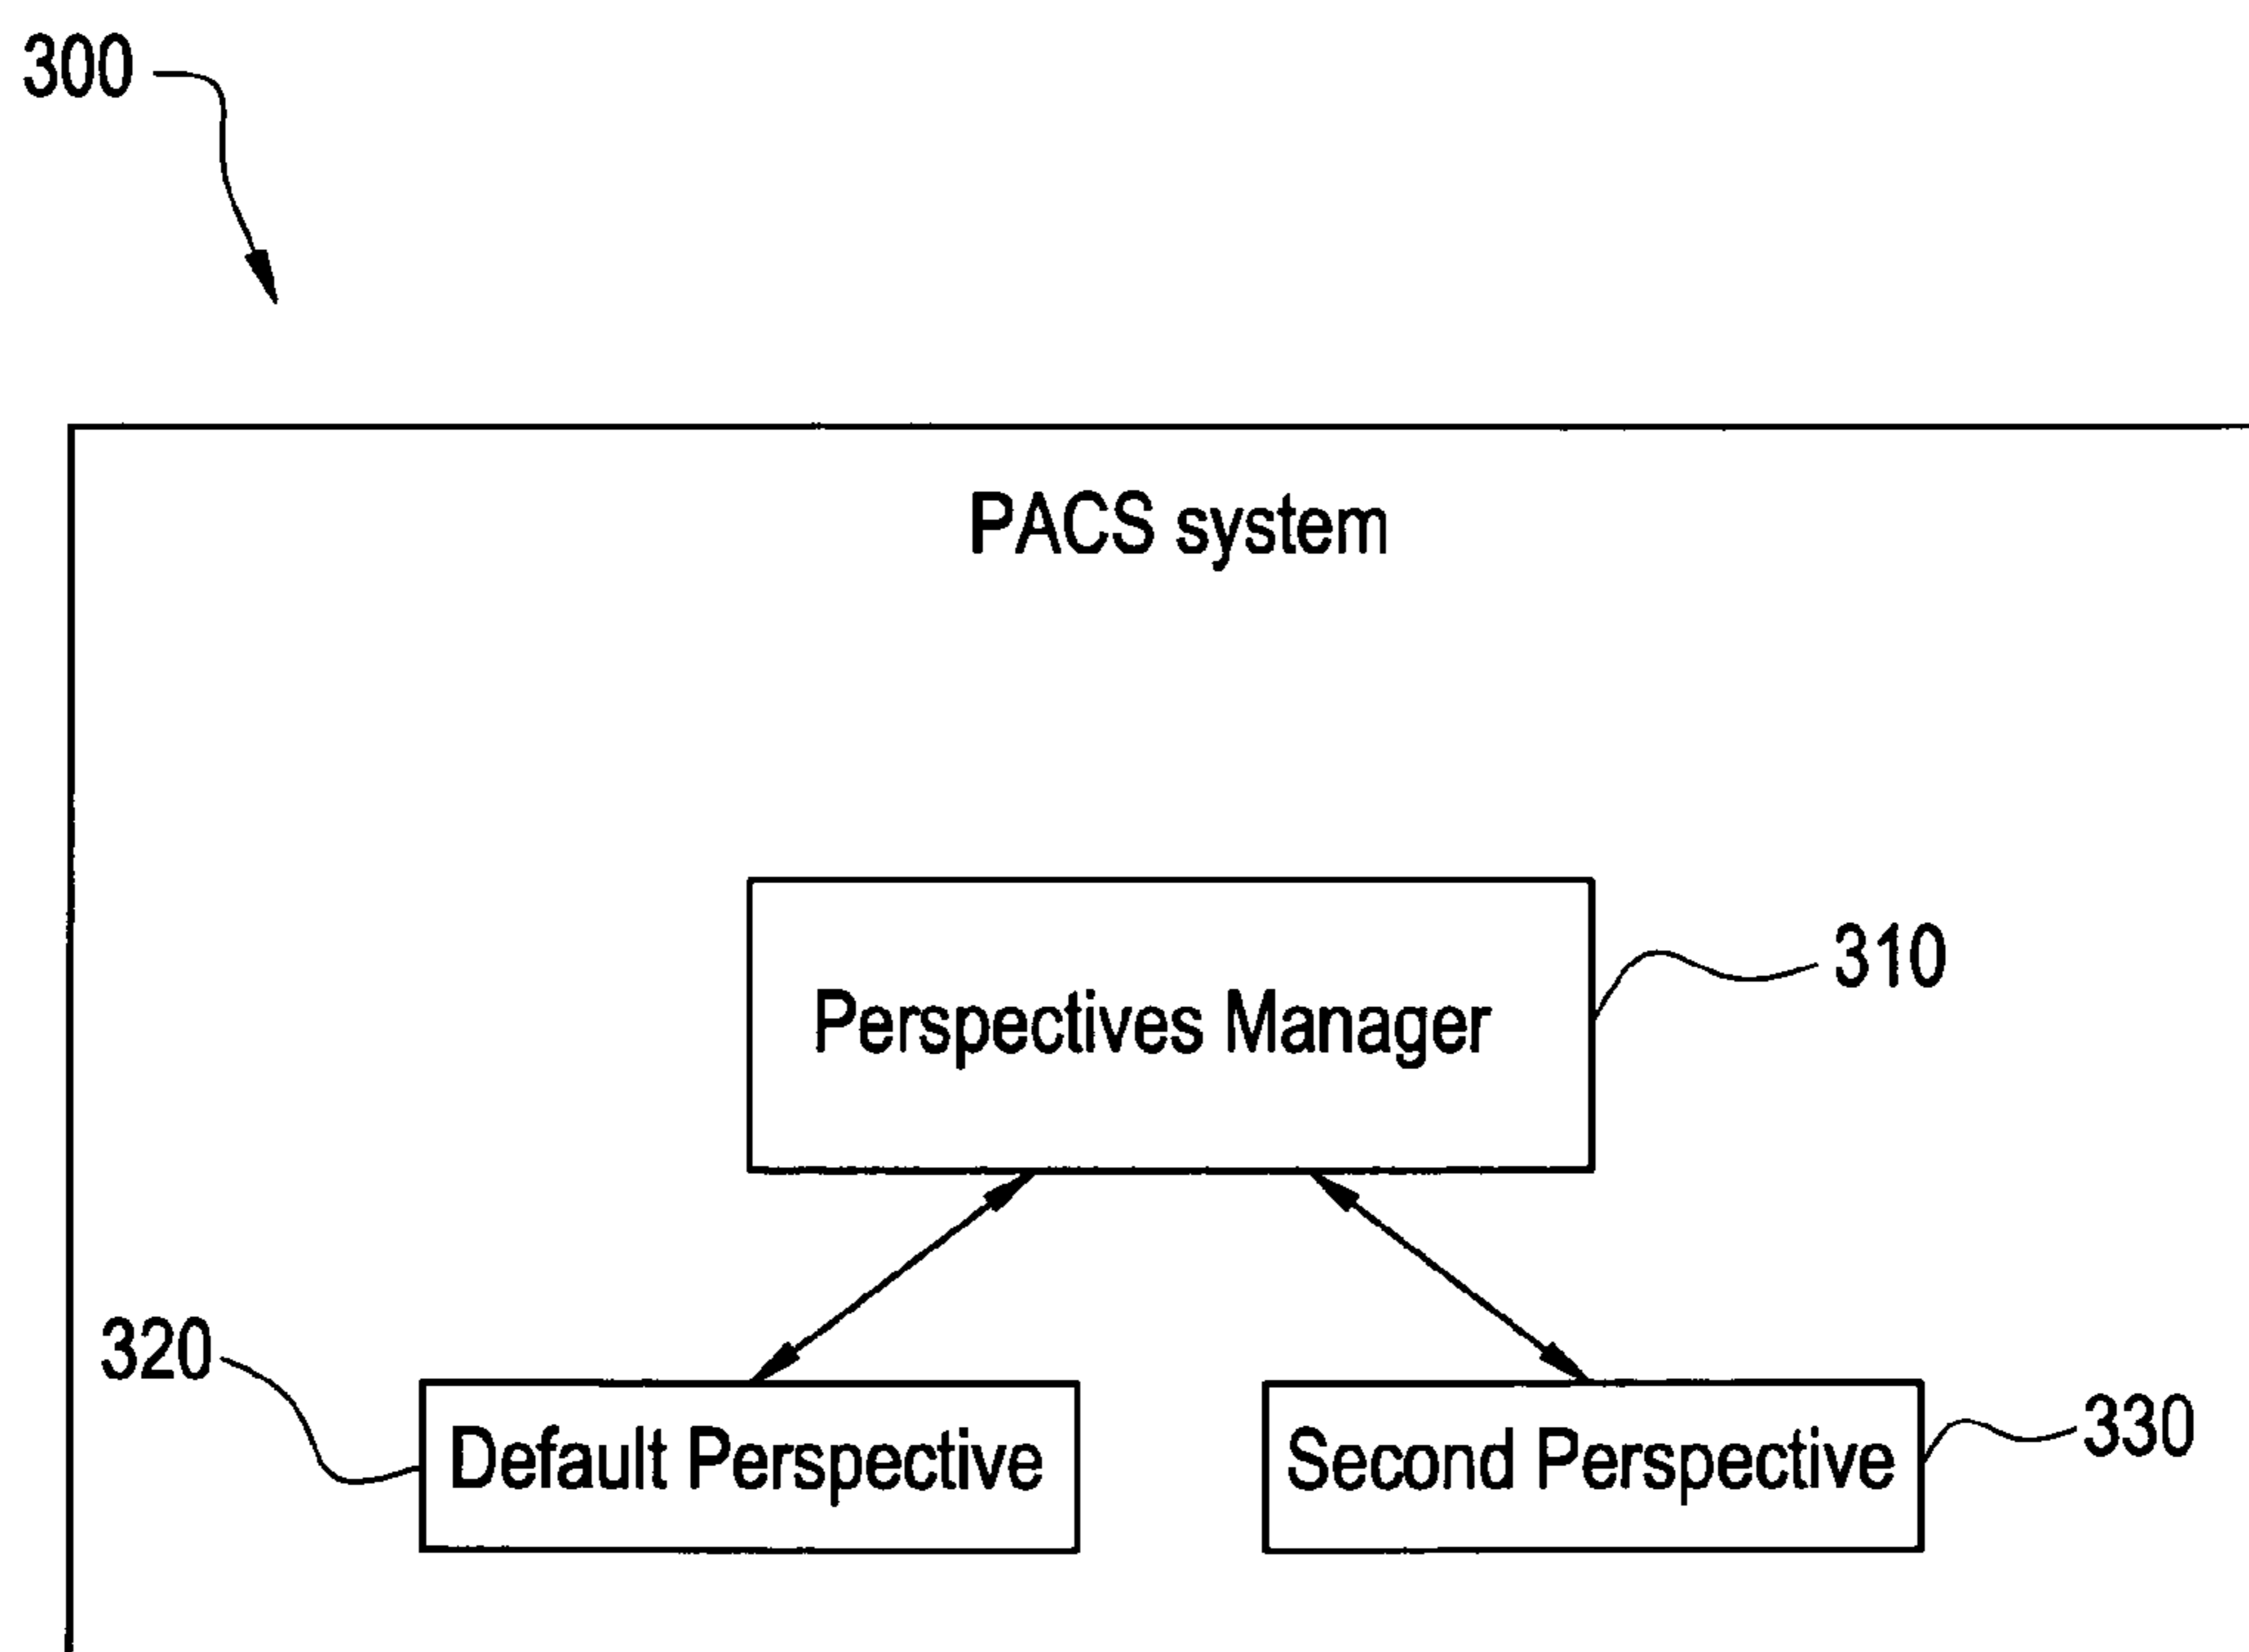 300
PACS system
Perspectives Manager
310
320
Default Perspective
Second Perspective
330